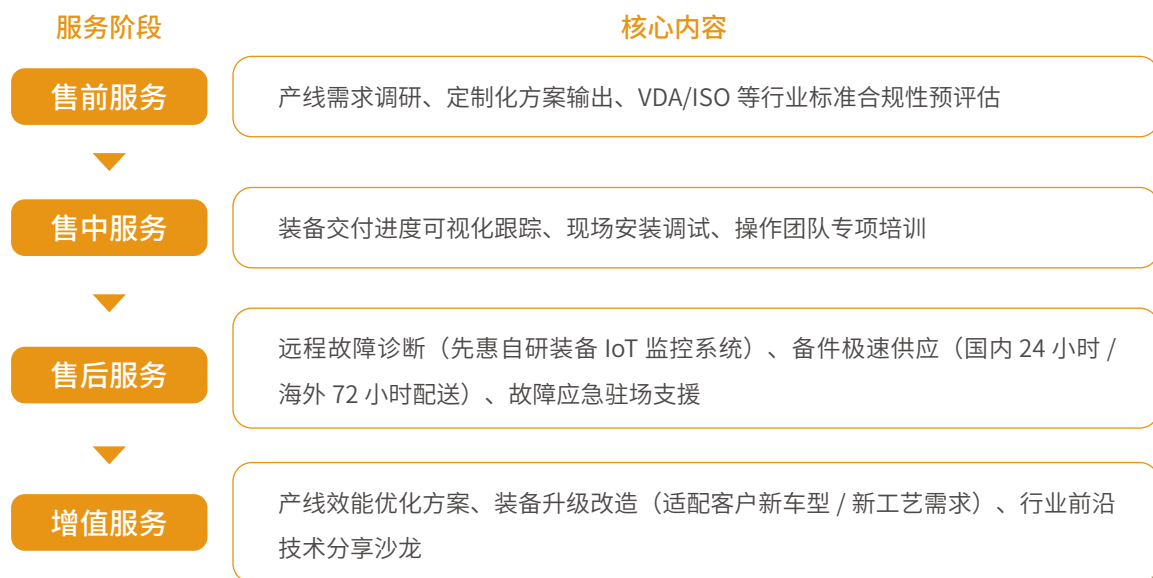 服务阶段
核心内容
售前服务
产线需求调研、定制化方案输出、VDA/ISO 等行业标准合规性预评估
售中服务
装备交付进度可视化跟踪、现场安装调试、操作团队专项培训
售后服务
远程故障诊断（先惠自研装备 IoT 监控系统）、备件极速供应（国内 24 小时 /
海外 72 小时配送）、故障应急驻场支援
增值服务
产线效能优化方案、装备升级改造（适配客户新车型 / 新工艺需求）、行业前沿
技术分享沙龙